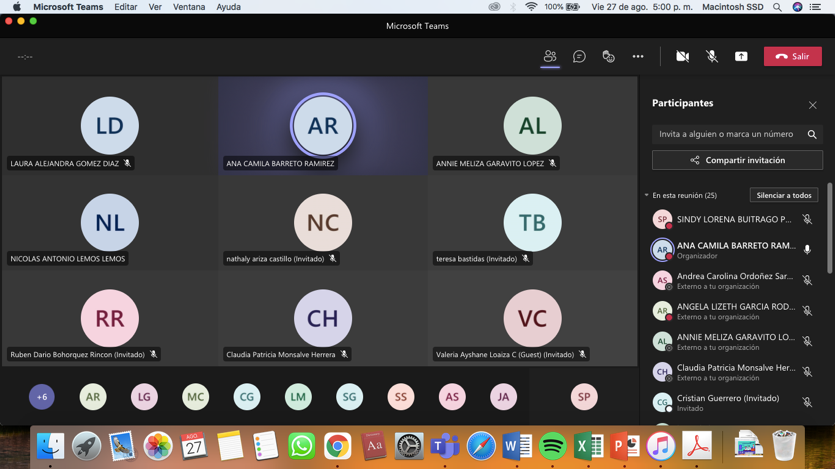 Microsoft Teams Editar Ver Ventana Ayuda 100% Vie 27 de ago. 5:00 p. m. Macintosh SSD
Microsoft Teams
--:--
Salir
LD
LAURA ALEJANDRA GOMEZ DIAZ
AR
ANA CAMILA BARRETO RAMIREZ
AL
ANNIE MELIZA GARAVITO LOPEZ
NL
NICOLAS ANTONIO LEMOS LEMOS
NC
nathaly ariza castillo (Invitado)
TB
teresa bastidas (Invitado)
RR
Ruben Dario Bohorquez Rincon (Invitado)
CH
Claudia Patricia Monsalve Herrera
VC
Valeria Ayshane Loaiza C (Guest) (Invitado)
+6 AR LG MC CG LM SG SS AS JA SP
Participantes
Invita a alguien o marca un número
Compartir invitación
En esta reunión (25) Silenciar a todos
SP SINDY LORENA BUITRAGO P...
AR ANA CAMILA BARRETO RAM...
Organizador
AS Andrea Carolina Ordoñez Sar...
Externo a tu organización
AR ANGELA LIZETH GARCIA ROD...
Externo a tu organización
AL ANNIE MELIZA GARAVITO LO...
Externo a tu organización
CH Claudia Patricia Monsalve Her...
Externo a tu organización
CG Cristian Guerrero (Invitado)
Invitado
AGO
27
Aa
T
W
X
P